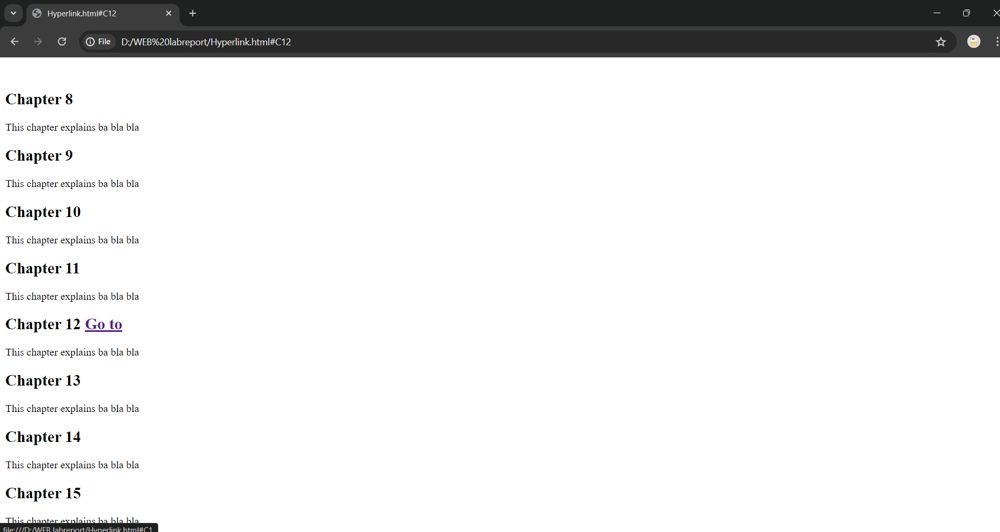 Hyperlink.html#C12
File D:/WEB%20labreport/Hyperlink.html#C12
Chapter 8
This chapter explains ba bla bla
Chapter 9
This chapter explains ba bla bla
Chapter 10
This chapter explains ba bla bla
Chapter 11
This chapter explains ba bla bla
Chapter 12 Go to
This chapter explains ba bla bla
Chapter 13
This chapter explains ba bla bla
Chapter 14
This chapter explains ba bla bla
Chapter 15
This chapter explains ba bla bla
file:///D:/WEB labreport/Hyperlink.html#C1